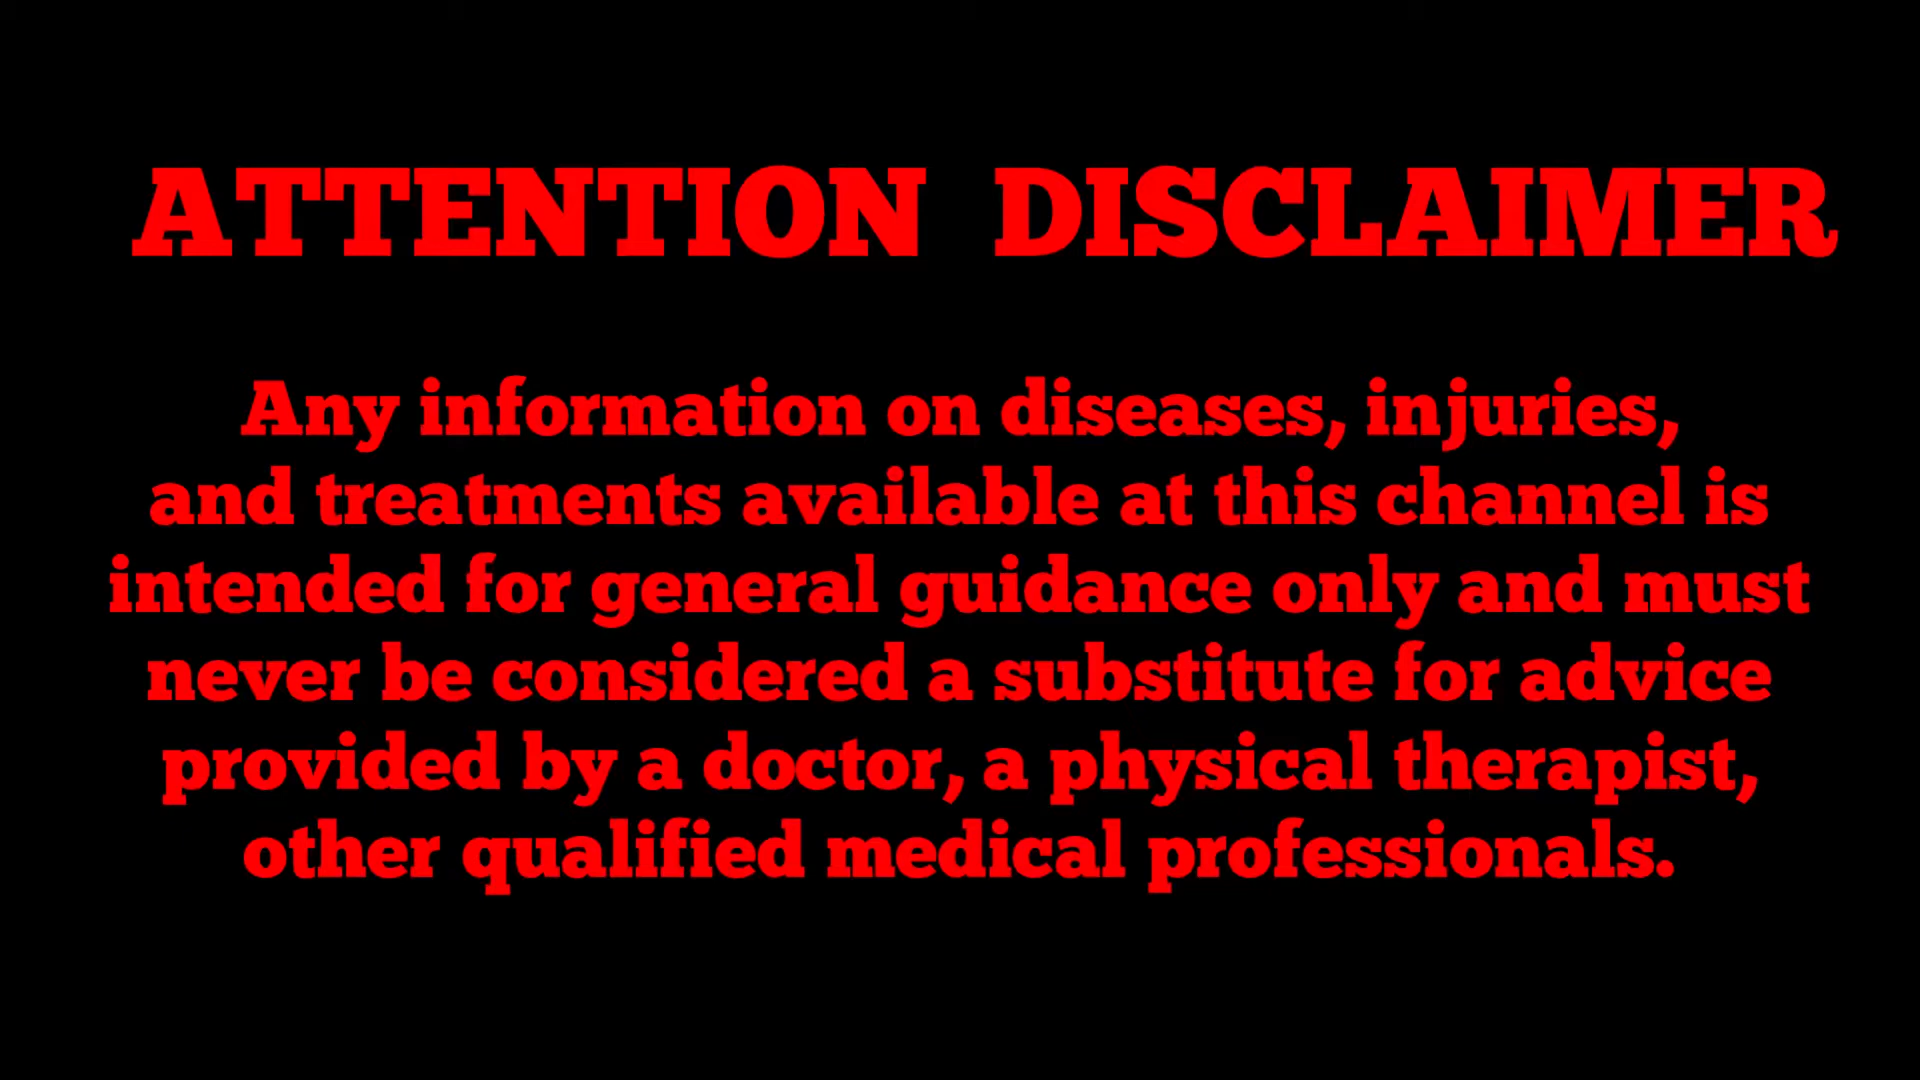 ATTENTION DISCLAIMER
Any information on diseases, injuries,
and treatments available at this channel is
intended for general guidance only and must
never be considered a substitute for advice
provided by a doctor, a physical therapist,
other qualified medical professionals.